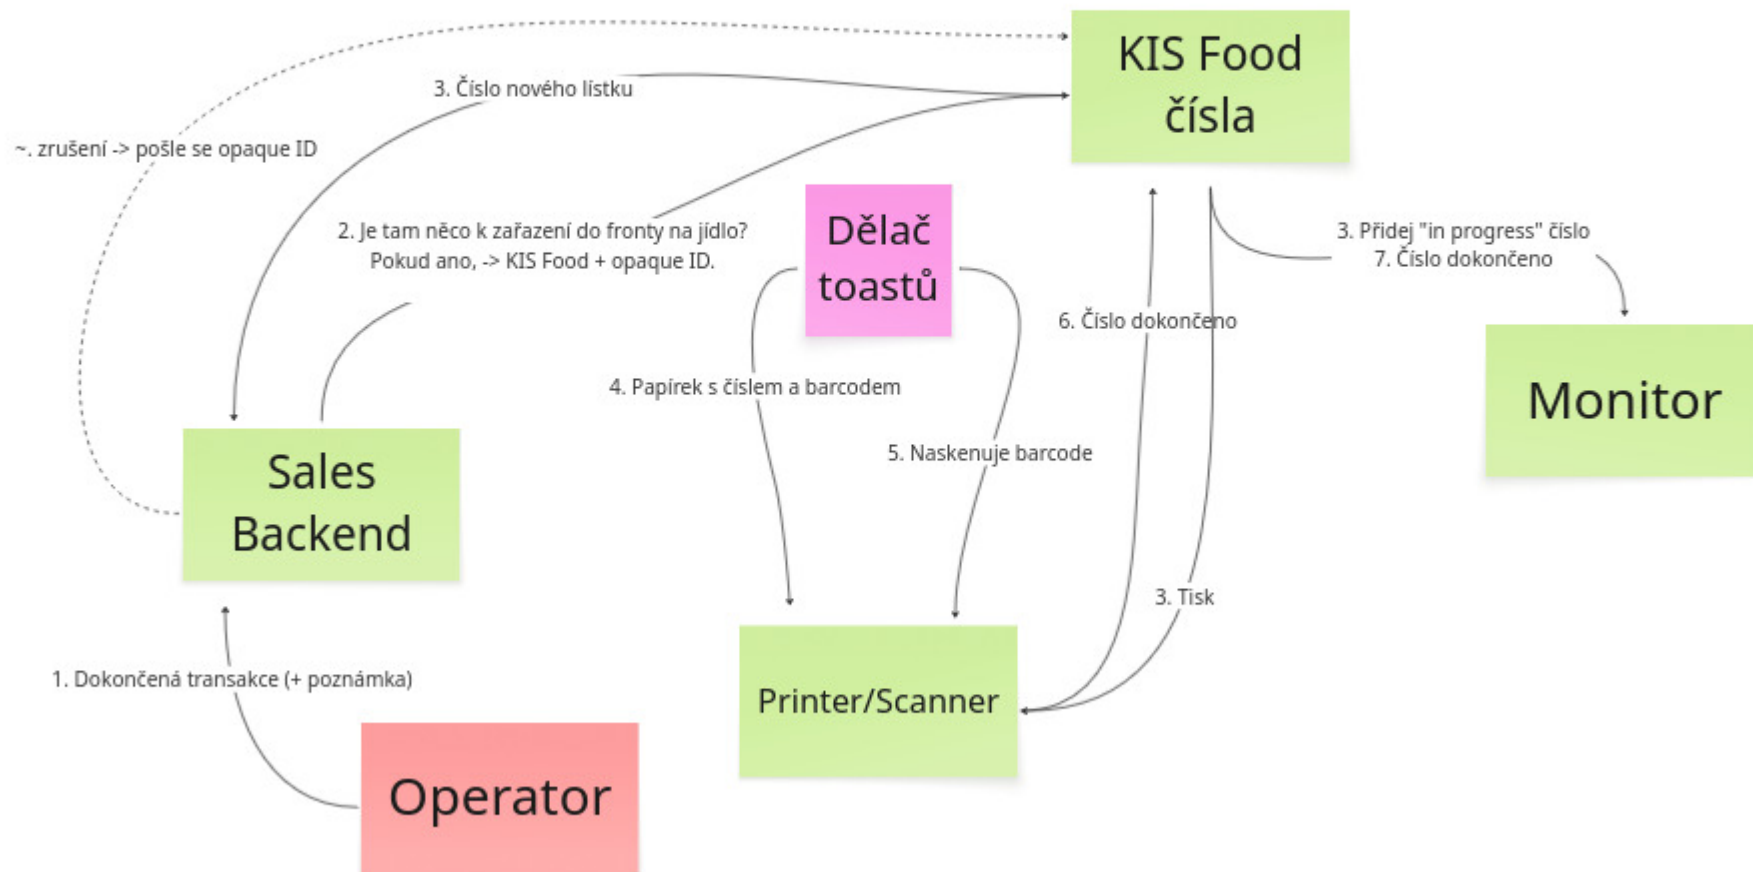 KIS Food
čísla
3. Číslo nového lístku
~. zrušení -> pošle se opaque ID
2. Je tam něco k zařazení do fronty na jídlo?
Pokud ano, -> KIS Food + opaque ID.
Dělač
toastů
3. Přidej "in progress" číslo
7. Číslo dokončeno
6. Číslo dokončeno
4. Papírek s číslem a barcodem
Monitor
5. Naskenuje barcode
Sales
Backend
3. Tisk
1. Dokončená transakce (+ poznámka)
Printer/Scanner
Operator